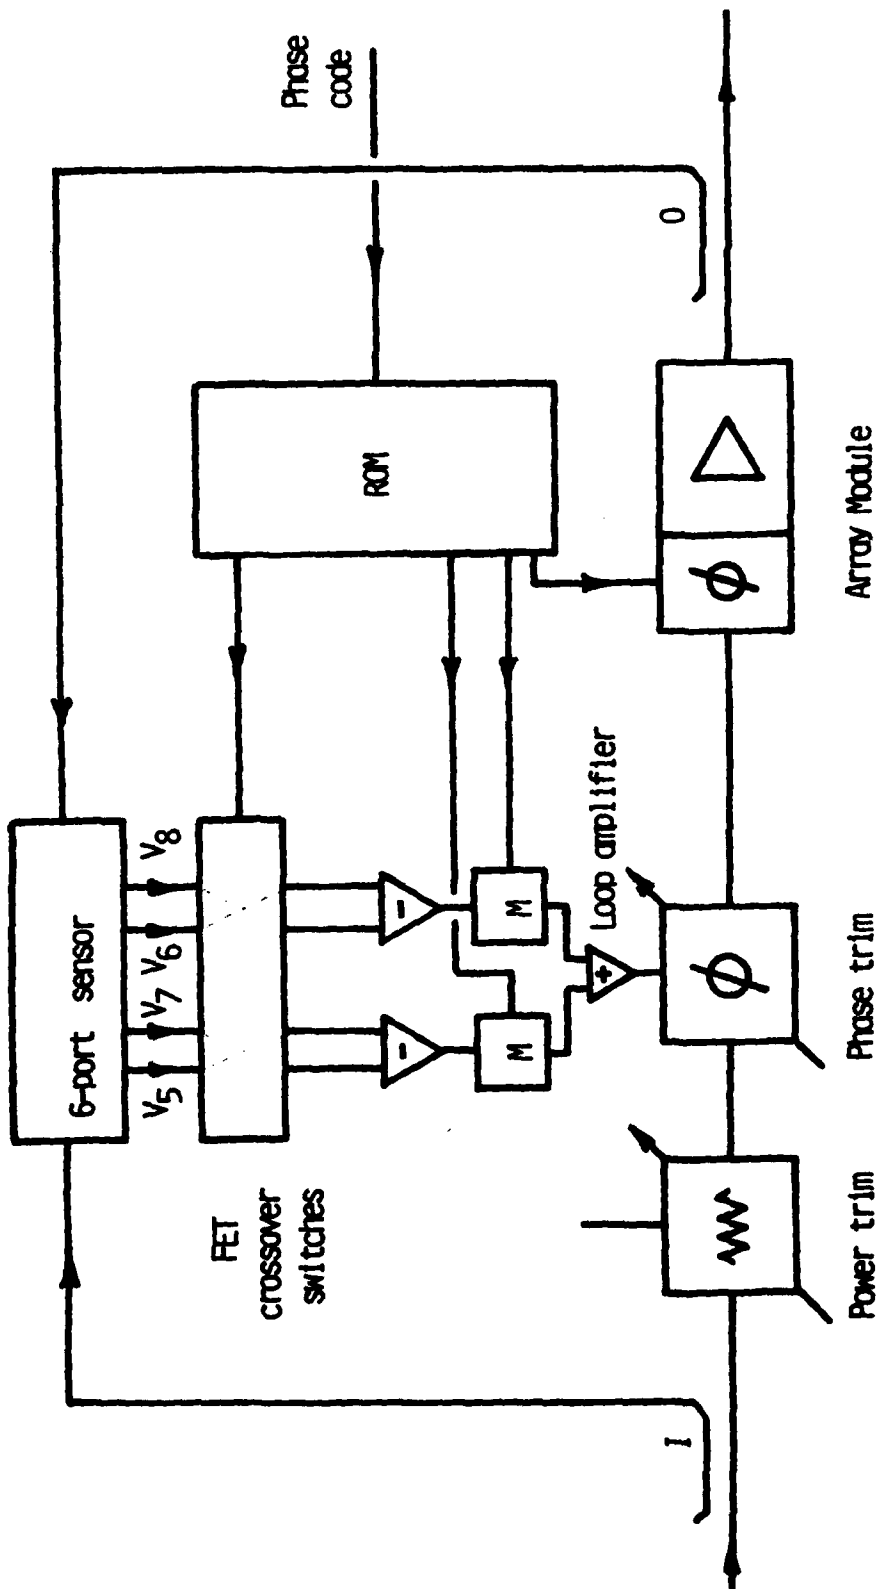 Phase
code
O
ROM
Array Module
6-port sensor
V5 V7 V6 V8
FET
crossover
switches
-
-
M
M
+
Loop amplifier
I
Power trim
Phase trim